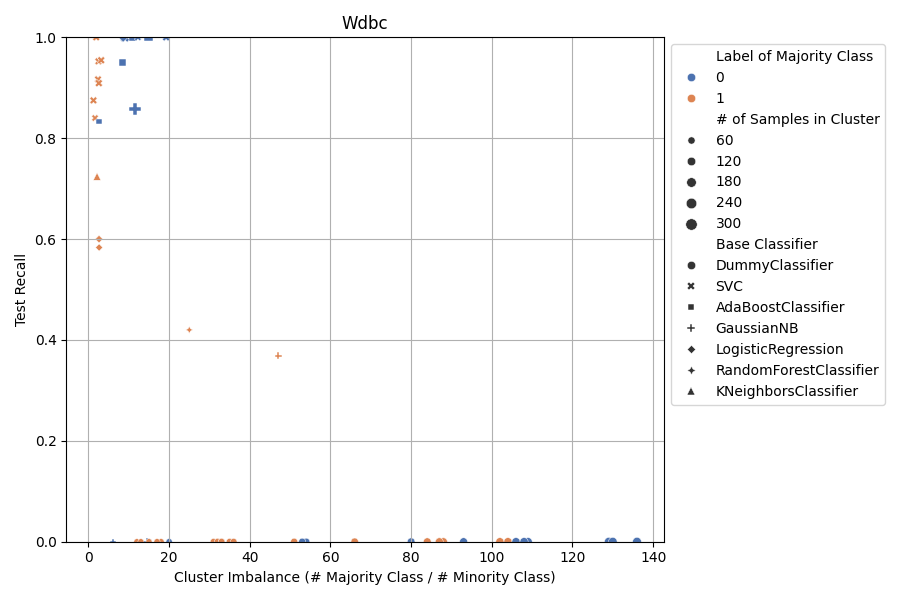 Wdbc
1.0
0.8
0.6
0.4
0.2
0.0
Test Recall
0 20 40 60 80 100 120 140
Cluster Imbalance (# Majority Class / # Minority Class)
Label of Majority Class
0
1
# of Samples in Cluster
60
120
180
240
300
Base Classifier
DummyClassifier
SVC
AdaBoostClassifier
GaussianNB
LogisticRegression
RandomForestClassifier
KNeighborsClassifier